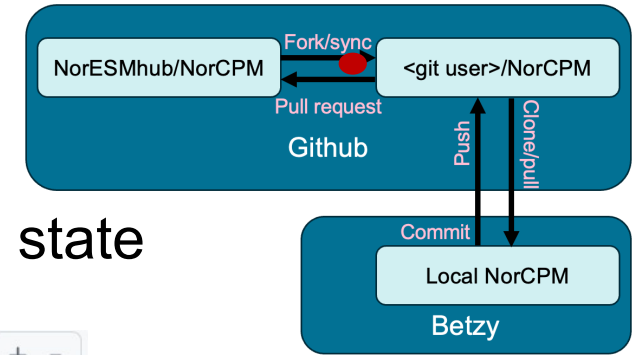 Fork/sync
NorESMhub/NorCPM
<git user>/NorCPM
Pull request
Github
Push
Clone/pull
state
Commit
Local NorCPM
Betzy